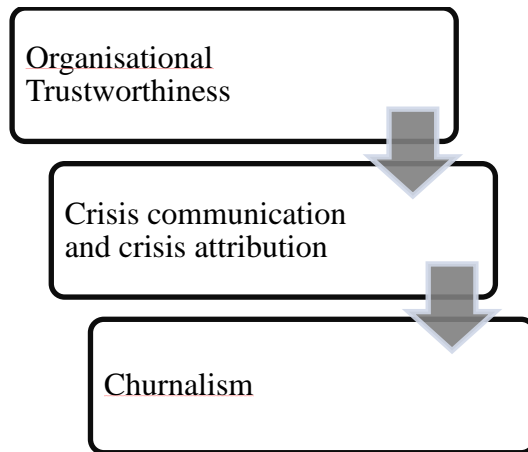 Organisational
Trustworthiness
Crisis communication
and crisis attribution
Churnalism